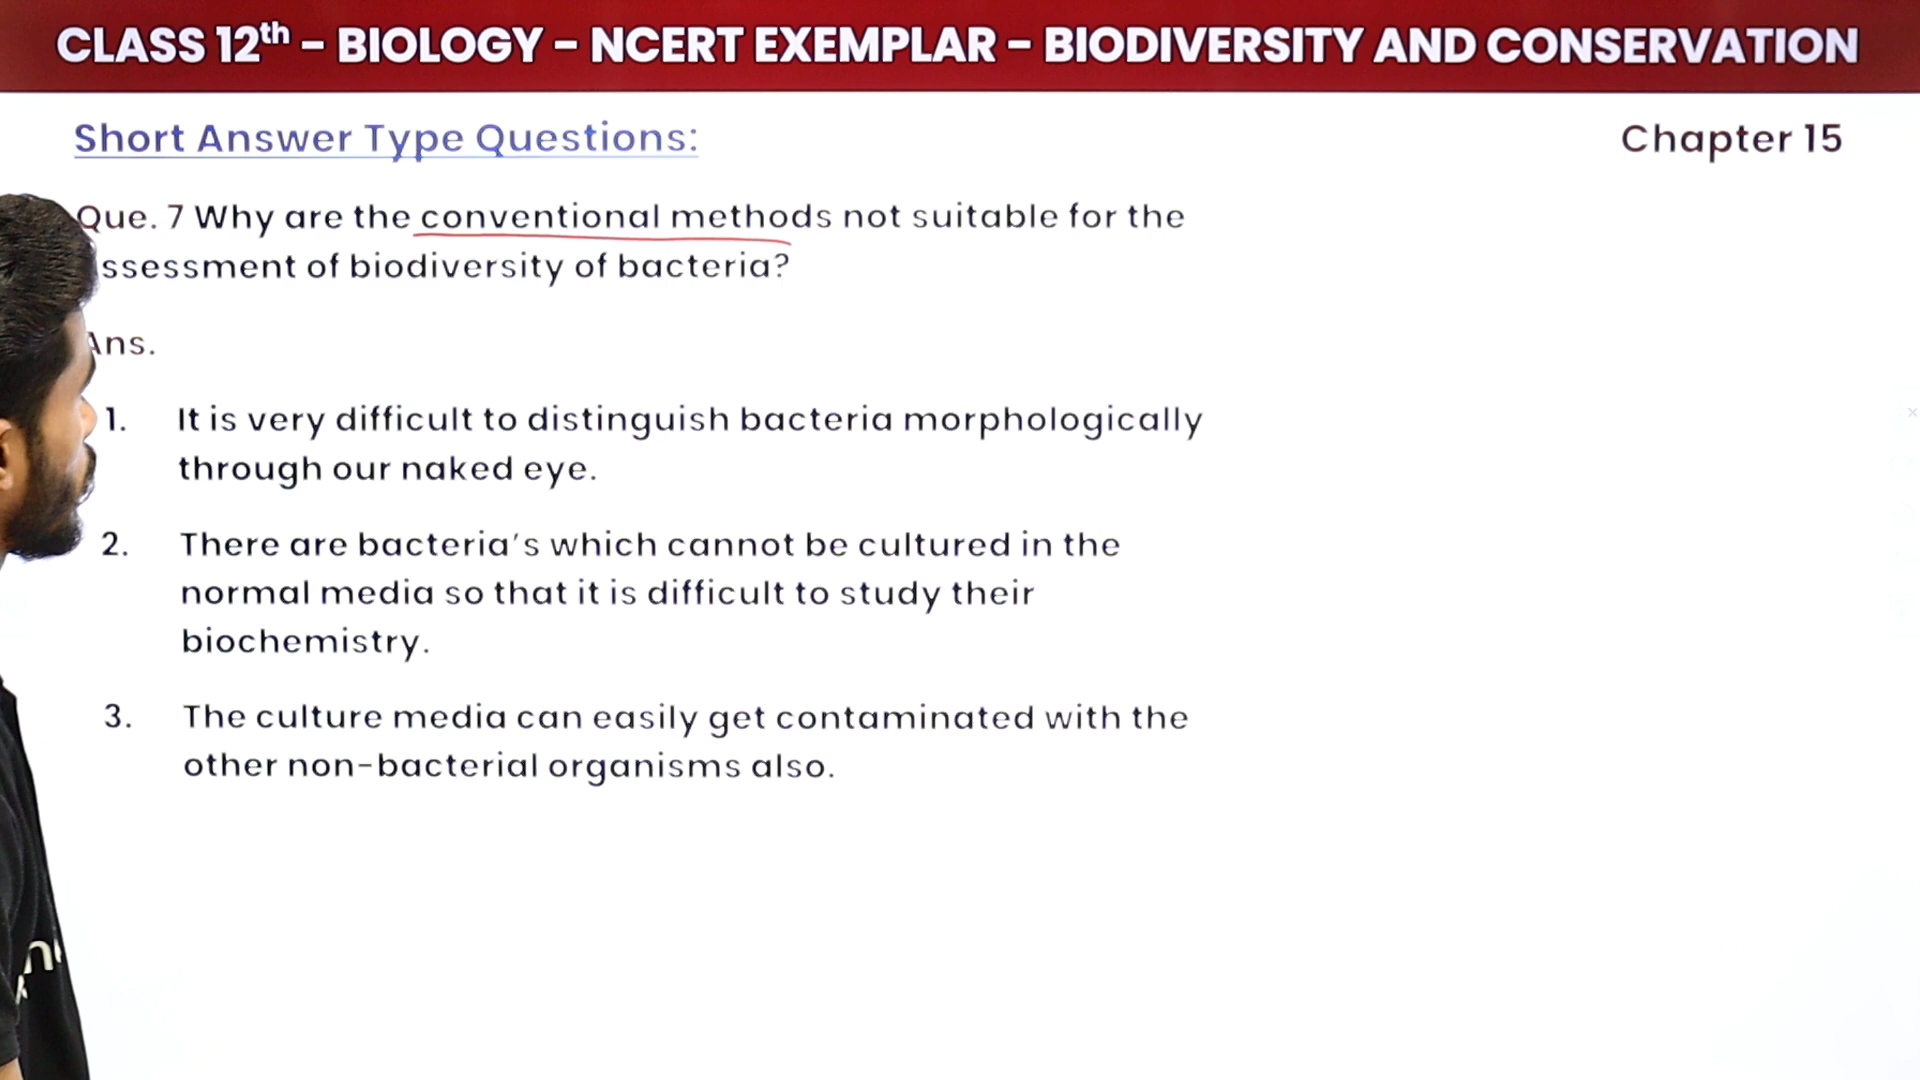 CLASS 12th - BIOLOGY - NCERT EXEMPLAR - BIODIVERSITY AND CONSERVATION
Short Answer Type Questions:
Chapter 15
Que. 7 Why are the conventional methods not suitable for the
ssessment of biodiversity of bacteria?
Ans.
1. It is very difficult to distinguish bacteria morphologically
through our naked eye.
2. There are bacteria's which cannot be cultured in the
normal media so that it is difficult to study their
biochemistry.
3. The culture media can easily get contaminated with the
other non-bacterial organisms also.